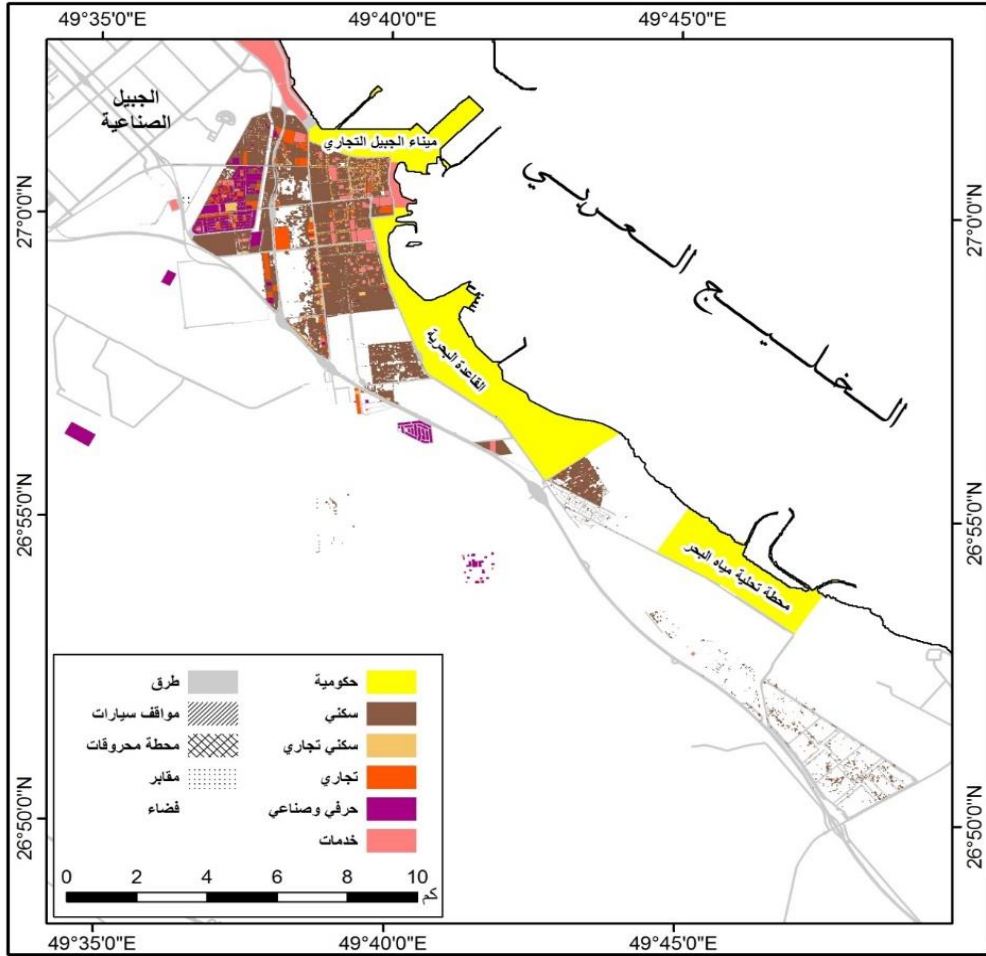 49°35'0"E 49°40'0"E 49°45'0"E
الجبيل
الصناعية
ميناء الجبيل التجاري
27°0'0"N
27°0'0"N
الخليج العربي
القاعدة البحرية
26°55'0"N
26°55'0"N
محطة تحلية مياه البحر
حكومية
طرق
سكني
مواقف سيارات
سكني تجاري
محطة محروقات
تجاري
مقابر
حرفي وصناعي
فضاء
خدمات
26°50'0"N
26°50'0"N
0 2 4 6 8 10
كم
49°35'0"E 49°40'0"E 49°45'0"E